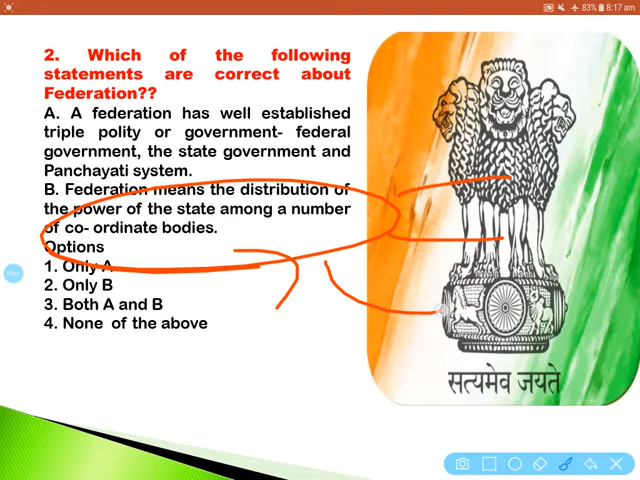 83% 8:17 am
2. Which of the following
statements are correct about
Federation??
A. A federation has well established
triple polity or government- federal
government, the state government and
Panchayati system.
B. Federation means the distribution of
the power of the state among a number
of co- ordinate bodies.
Options
1. Only A
2. Only B
3. Both A and B
4. None of the above
सत्यमेव जयते